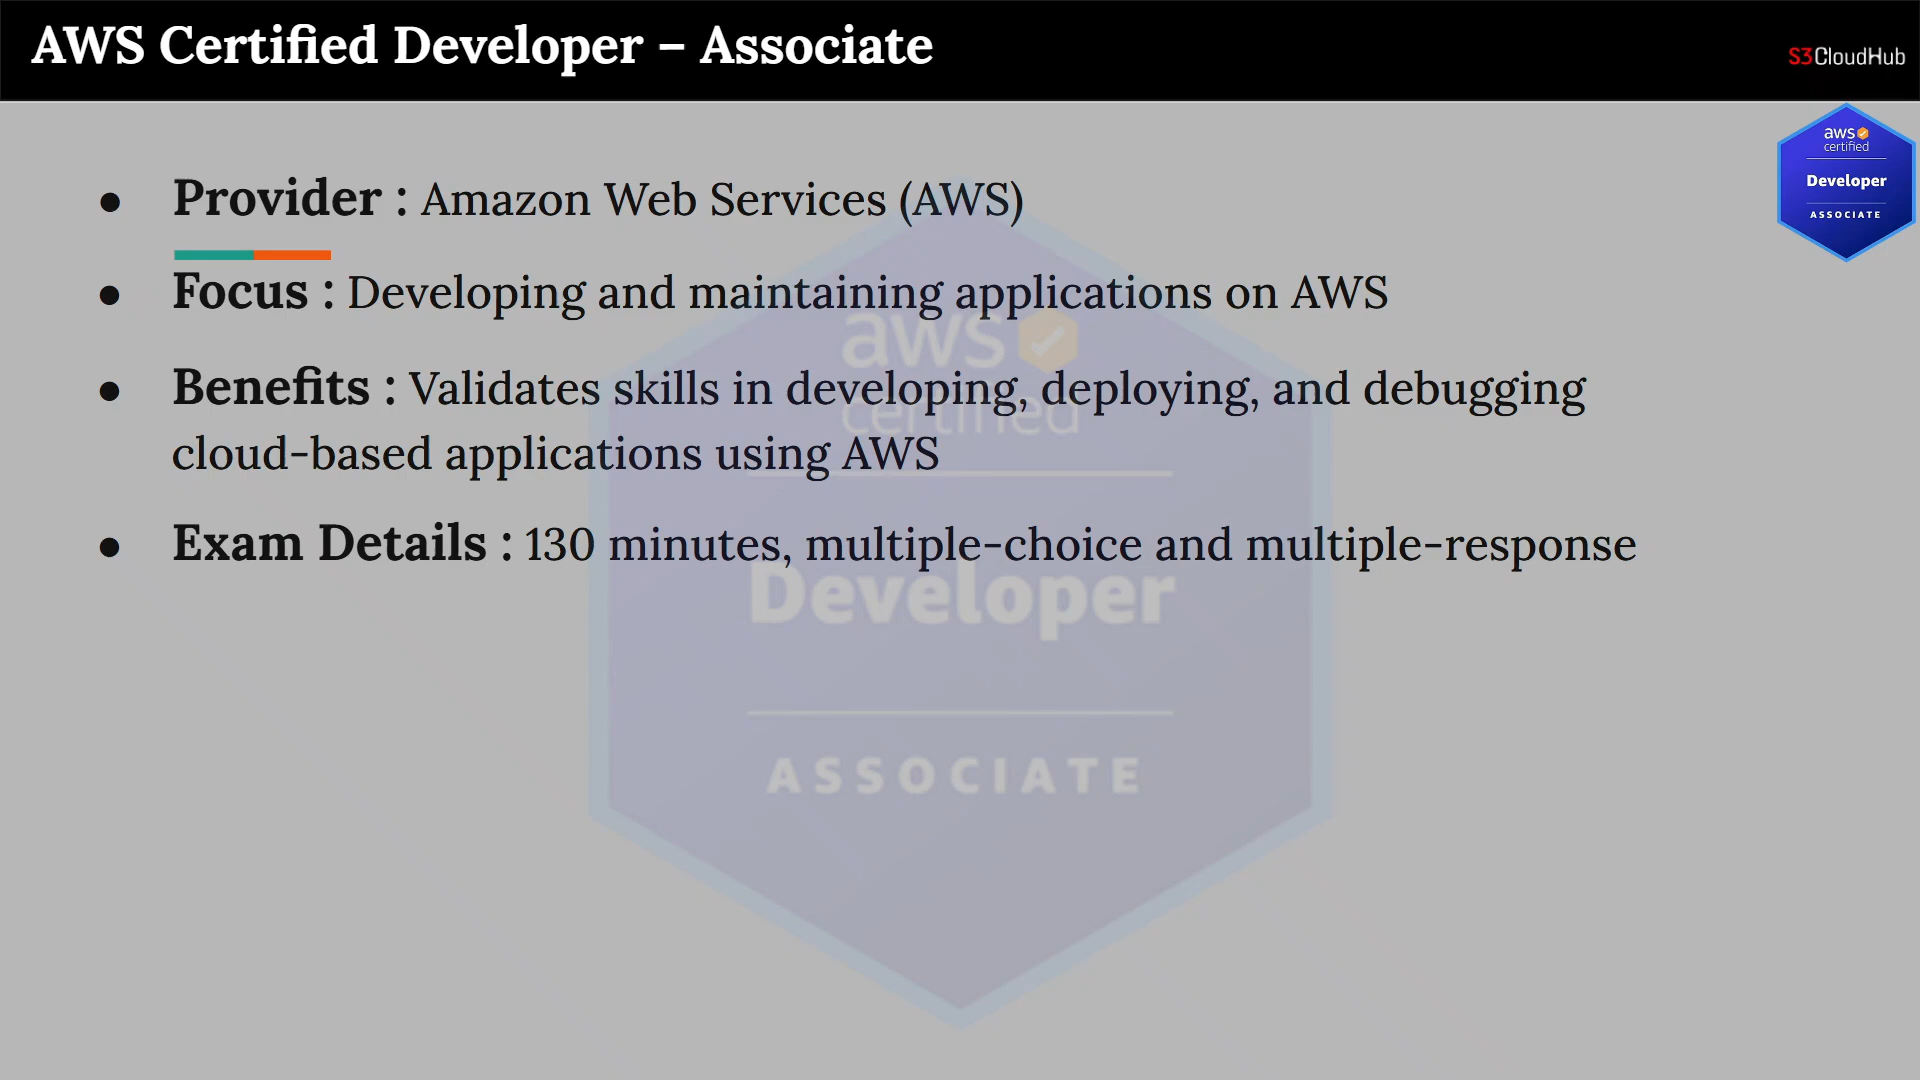 AWS Certified Developer – Associate
S3CloudHub
aws
certified
Developer
ASSOCIATE
● Provider : Amazon Web Services (AWS)
● Focus : Developing and maintaining applications on AWS
● Benefits : Validates skills in developing, deploying, and debugging
cloud-based applications using AWS
● Exam Details : 130 minutes, multiple-choice and multiple-response
aws
certified
Developer
ASSOCIATE